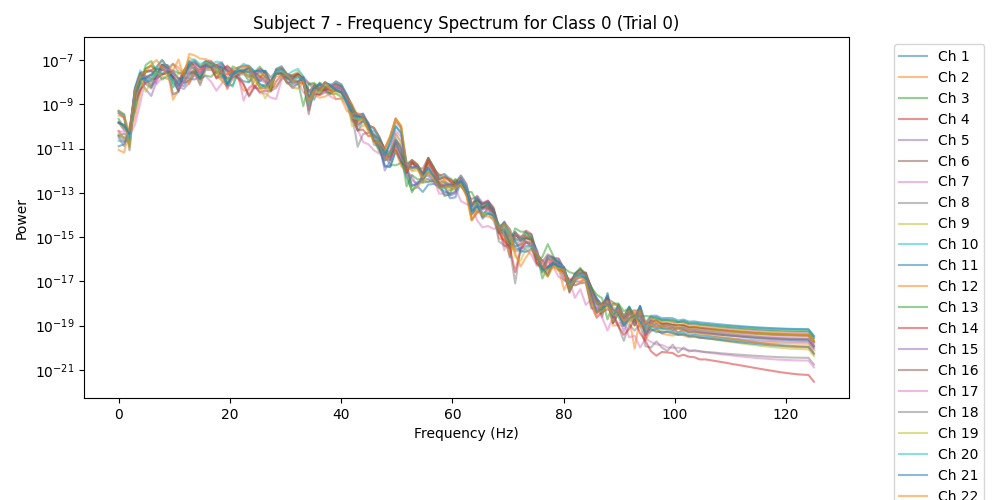 Subject 7 - Frequency Spectrum for Class 0 (Trial 0)
Power
10⁻⁷
10⁻⁹
10⁻¹¹
10⁻¹³
10⁻¹⁵
10⁻¹⁷
10⁻¹⁹
10⁻²¹
0 20 40 60 80 100 120
Frequency (Hz)
Ch 1
Ch 2
Ch 3
Ch 4
Ch 5
Ch 6
Ch 7
Ch 8
Ch 9
Ch 10
Ch 11
Ch 12
Ch 13
Ch 14
Ch 15
Ch 16
Ch 17
Ch 18
Ch 19
Ch 20
Ch 21
Ch 22